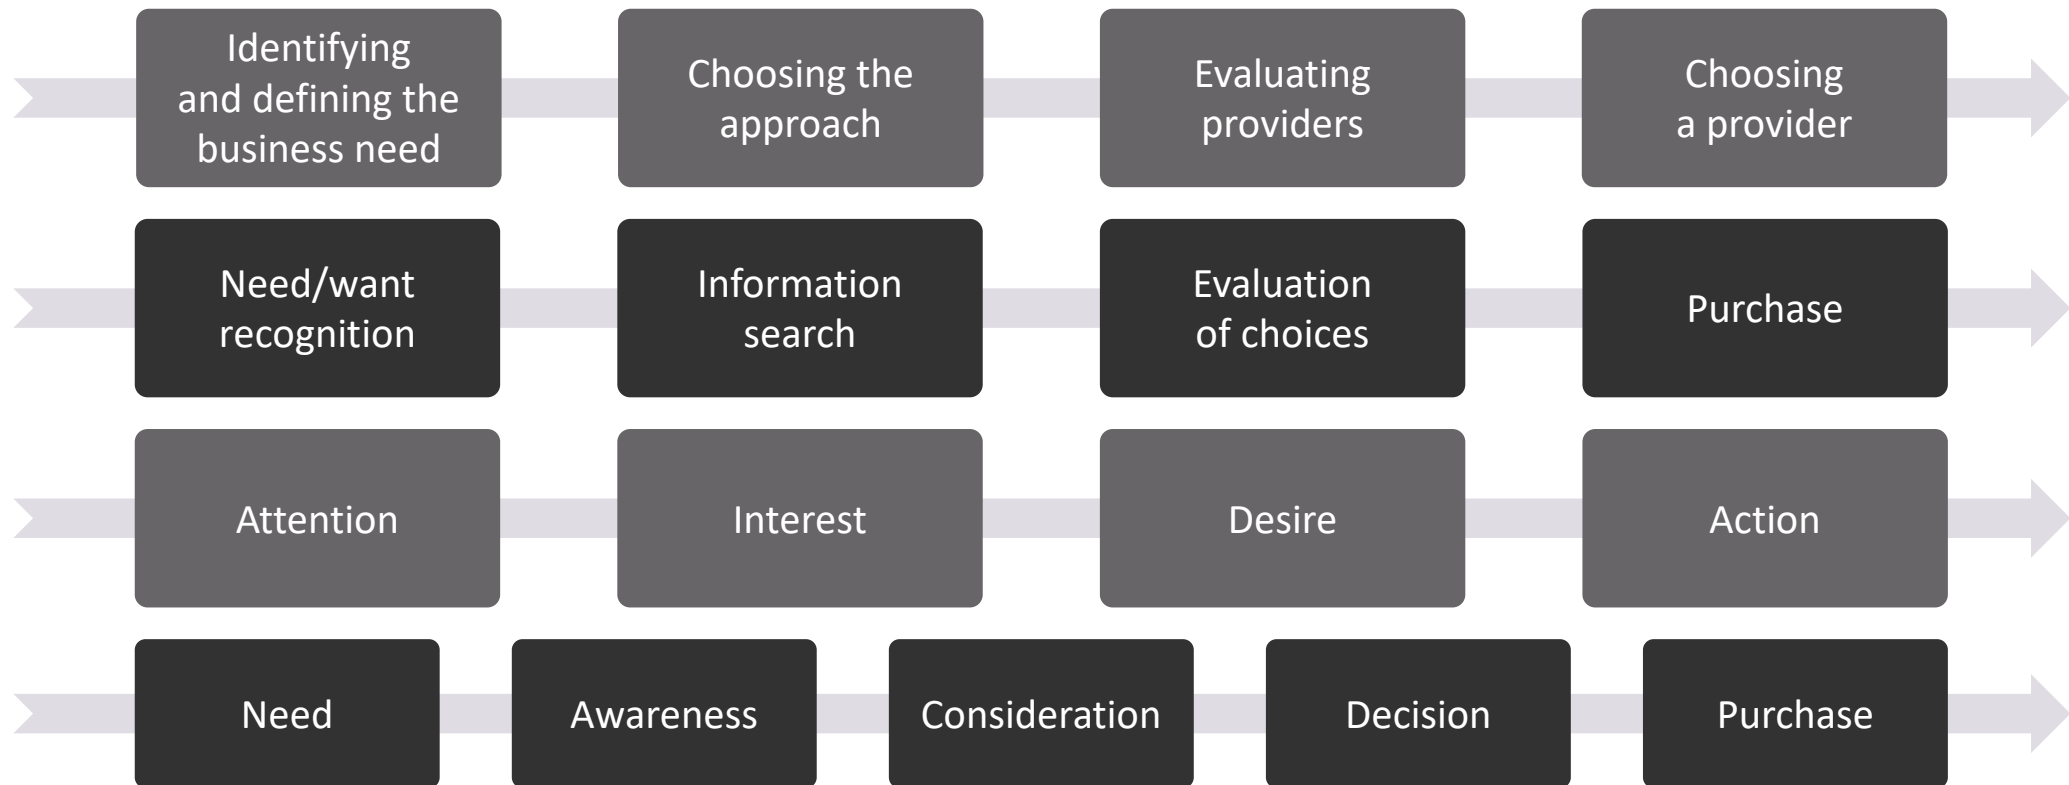 Identifying
and defining the
business need
Choosing the
approach
Evaluating
providers
Choosing
a provider
Need/want
recognition
Information
search
Evaluation
of choices
Purchase
Attention
Interest
Desire
Action
Need
Awareness
Consideration
Decision
Purchase